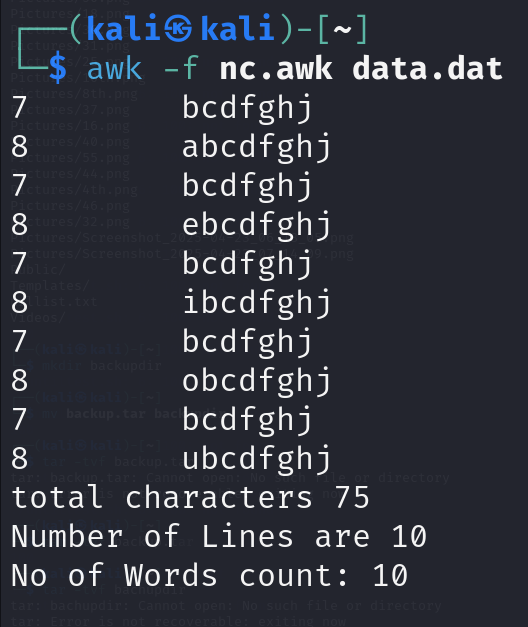 ┌──(kali㉿kali)-[~]
└─$ awk -f nc.awk data.dat
7 bcdfghj
8 abcdfghj
7 bcdfghj
8 ebcdfghj
7 bcdfghj
8 ibcdfghj
7 bcdfghj
8 obcdfghj
7 bcdfghj
8 ubcdfghj
total characters 75
Number of Lines are 10
No of Words count: 10